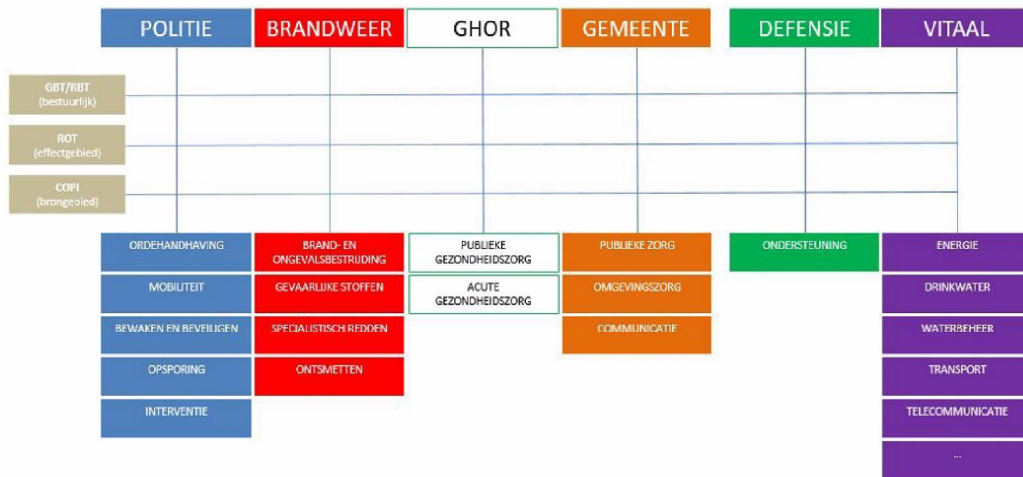 POLITIE
BRANDWEER
GHOR
GEMEENTE
DEFENSIE
VITAAL
GBT/RBT
(bestuurlijk)
ROT
(effectgebied)
COPI
(brongebied)
ORDEHANDHAVING
MOBILITEIT
BEWAKEN EN BEVEILIGEN
OPSPORING
INTERVENTIE
BRAND- EN
ONGEVALSBESTRIJDING
GEVAARLIJKE STOFFEN
SPECIALISTISCH REDDEN
ONTSMETTEN
PUBLIEKE
GEZONDHEIDSZORG
ACUTE
GEZONDHEIDSZORG
PUBLIEKE ZORG
OMGEVINGSZORG
COMMUNICATIE
ONDERSTEUNING
ENERGIE
DRINKWATER
WATERBEHEER
TRANSPORT
TELECOMMUNICATIE
...